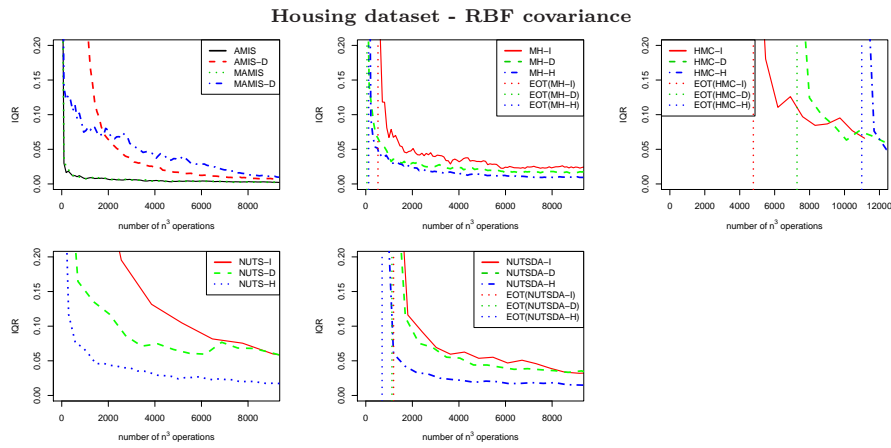 Housing dataset - RBF covariance
IQR
0.00 0.05 0.10 0.15 0.20
AMIS
AMIS−D
MAMIS
MAMIS−D
0 2000 4000 6000 8000
number of n³ operations
IQR
0.00 0.05 0.10 0.15 0.20
MH−I
MH−D
MH−H
EOT(MH−I)
EOT(MH−D)
EOT(MH−H)
0 2000 4000 6000 8000
number of n³ operations
IQR
0.00 0.05 0.10 0.15 0.20
HMC−I
HMC−D
HMC−H
EOT(HMC−I)
EOT(HMC−D)
EOT(HMC−H)
0 2000 4000 6000 8000 10000 12000
number of n³ operations
IQR
0.00 0.05 0.10 0.15 0.20
NUTS−I
NUTS−D
NUTS−H
0 2000 4000 6000 8000
number of n³ operations
IQR
0.00 0.05 0.10 0.15 0.20
NUTSDA−I
NUTSDA−D
NUTSDA−H
EOT(NUTSDA−I)
EOT(NUTSDA−D)
EOT(NUTSDA−H)
0 2000 4000 6000 8000
number of n³ operations